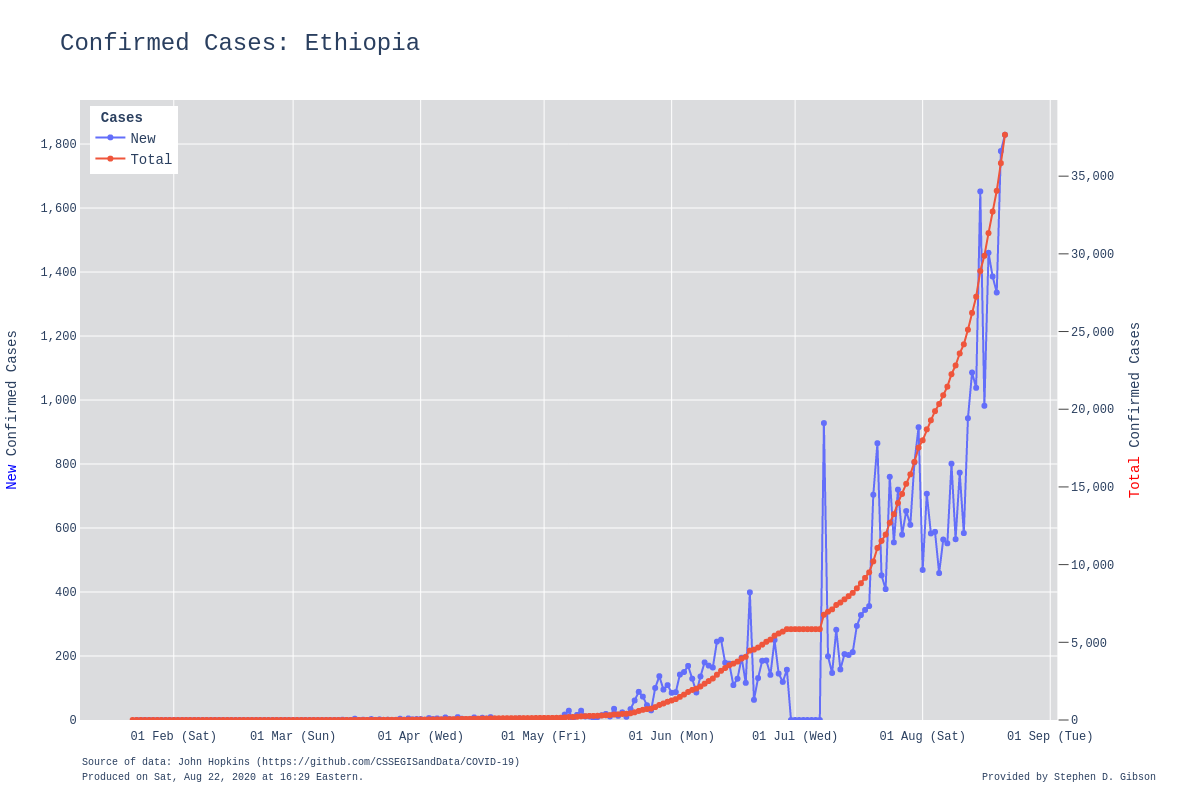 Confirmed Cases: Ethiopia
Cases
New
Total
1,800
1,600
1,400
1,200
1,000
800
600
400
200
0
New Confirmed Cases
35,000
30,000
25,000
20,000
15,000
10,000
5,000
0
Total Confirmed Cases
01 Feb (Sat)
01 Mar (Sun)
01 Apr (Wed)
01 May (Fri)
01 Jun (Mon)
01 Jul (Wed)
01 Aug (Sat)
01 Sep (Tue)
Source of data: John Hopkins (https://github.com/CSSEGISandData/COVID-19)
Produced on Sat, Aug 22, 2020 at 16:29 Eastern.
Provided by Stephen D. Gibson